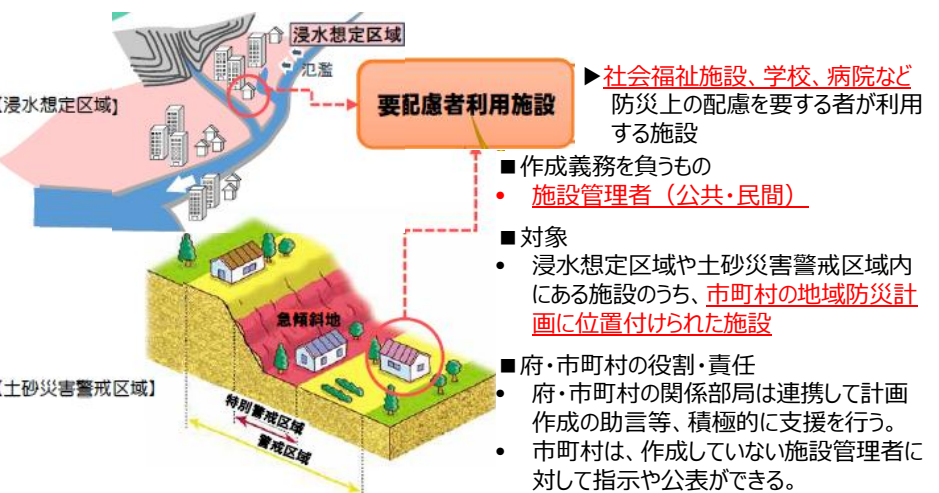 浸水想定区域
氾濫
浸水想定区域】
要配慮者利用施設
▶社会福祉施設、学校、病院など
防災上の配慮を要する者が利用
する施設
■作成義務を負うもの
• 施設管理者（公共・民間）
■対象
• 浸水想定区域や土砂災害警戒区域内
にある施設のうち、市町村の地域防災計
画に位置付けられた施設
急傾斜地
■府・市町村の役割・責任
• 府・市町村の関係部局は連携して計画
作成の助言等、積極的に支援を行う。
• 市町村は、作成していない施設管理者に
対して指示や公表ができる。
土砂災害警戒区域】
特別警戒区域
警戒区域